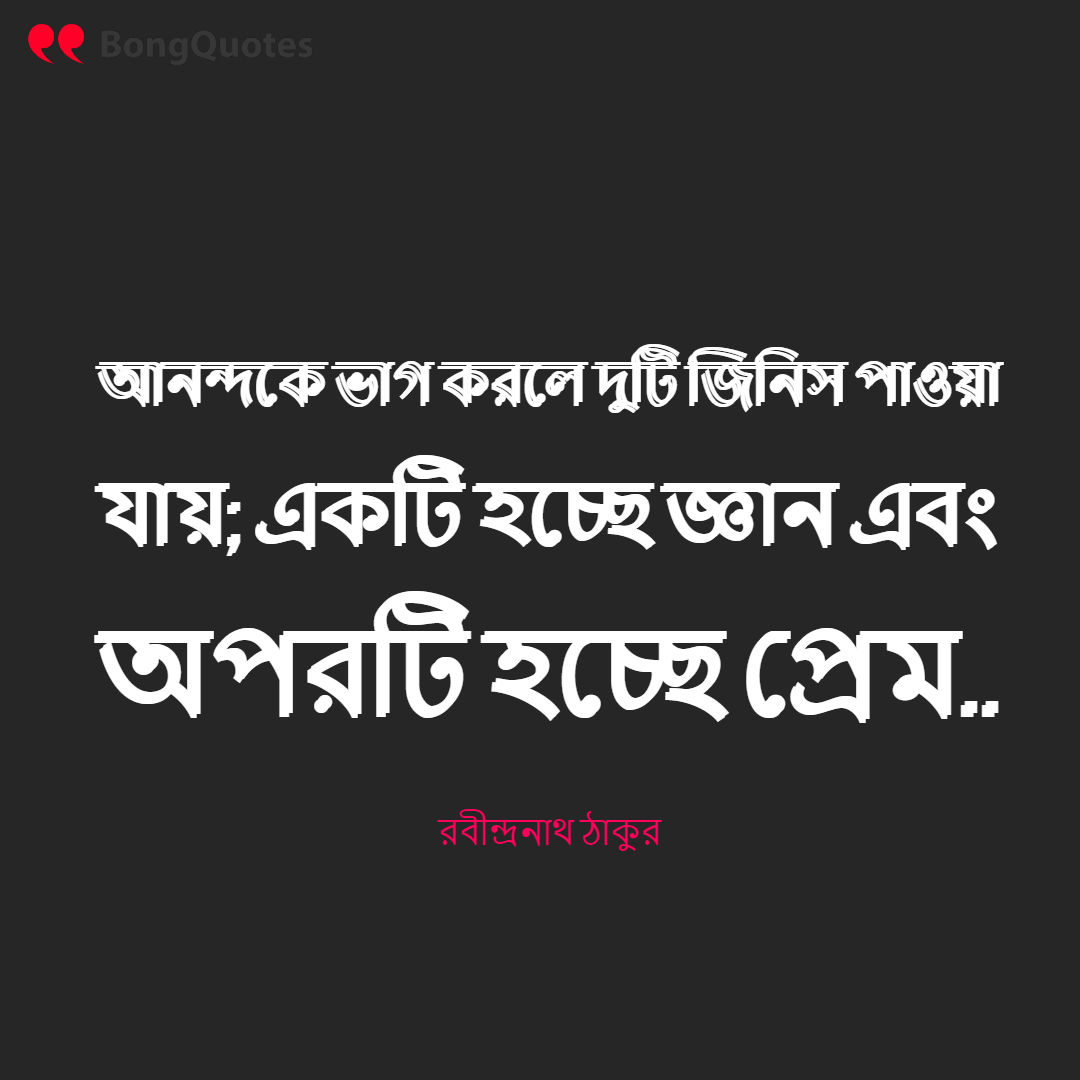 BongQuotes
আনন্দকে ভাগ করলে দুটি জিনিস পাওয়া
যায়; একটি হচ্ছে জ্ঞান এবং
অপরটি হচ্ছে প্রেম..
রবীন্দ্রনাথ ঠাকুর